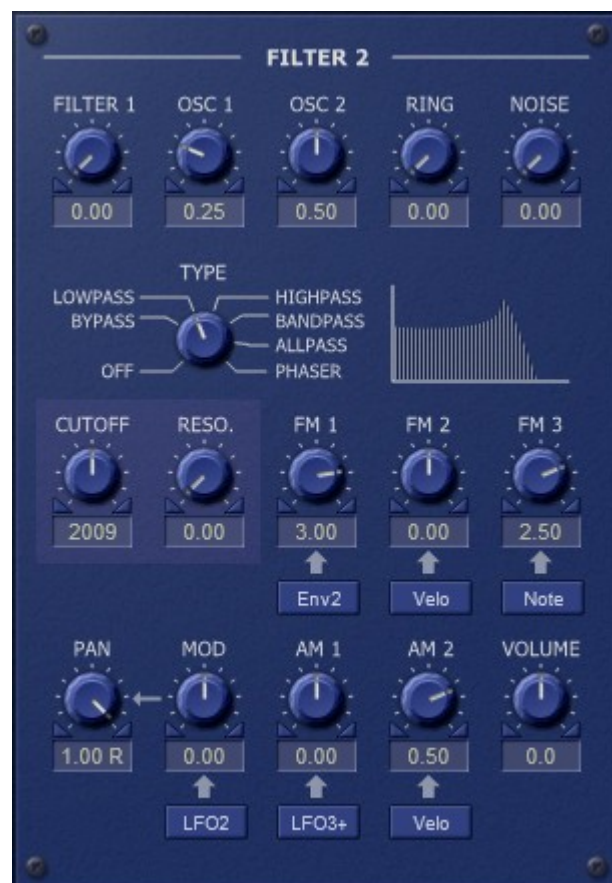 FILTER 2
FILTER 1 OSC 1 OSC 2 RING NOISE
0.00 0.25 0.50 0.00 0.00
TYPE
LOWPASS HIGHPASS
BYPASS BANDPASS
ALLPASS
OFF PHASER
CUTOFF RESO. FM 1 FM 2 FM 3
2009 0.00 3.00 0.00 2.50
Env2 Velo Note
PAN MOD AM 1 AM 2 VOLUME
1.00 R 0.00 0.00 0.50 0.0
LFO2 LFO3+ Velo